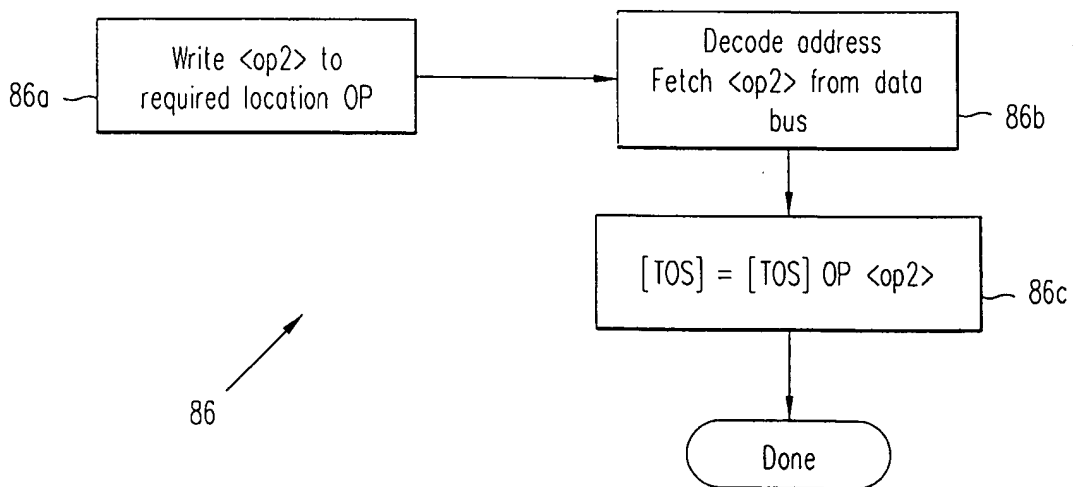 Write <op2> to
required location OP
86a
Decode address
Fetch <op2> from data
bus
86b
[TOS] = [TOS] OP <op2>
86c
86
Done